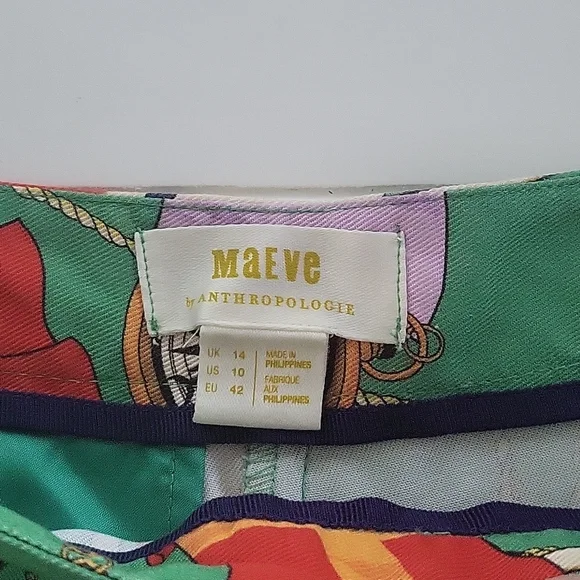 MaEve
by ANTHROPOLOGIE
UK 14
US 10
EU 42
MADE IN
PHILIPPINES
FABRIQUÉ
AUX
PHILIPPINES